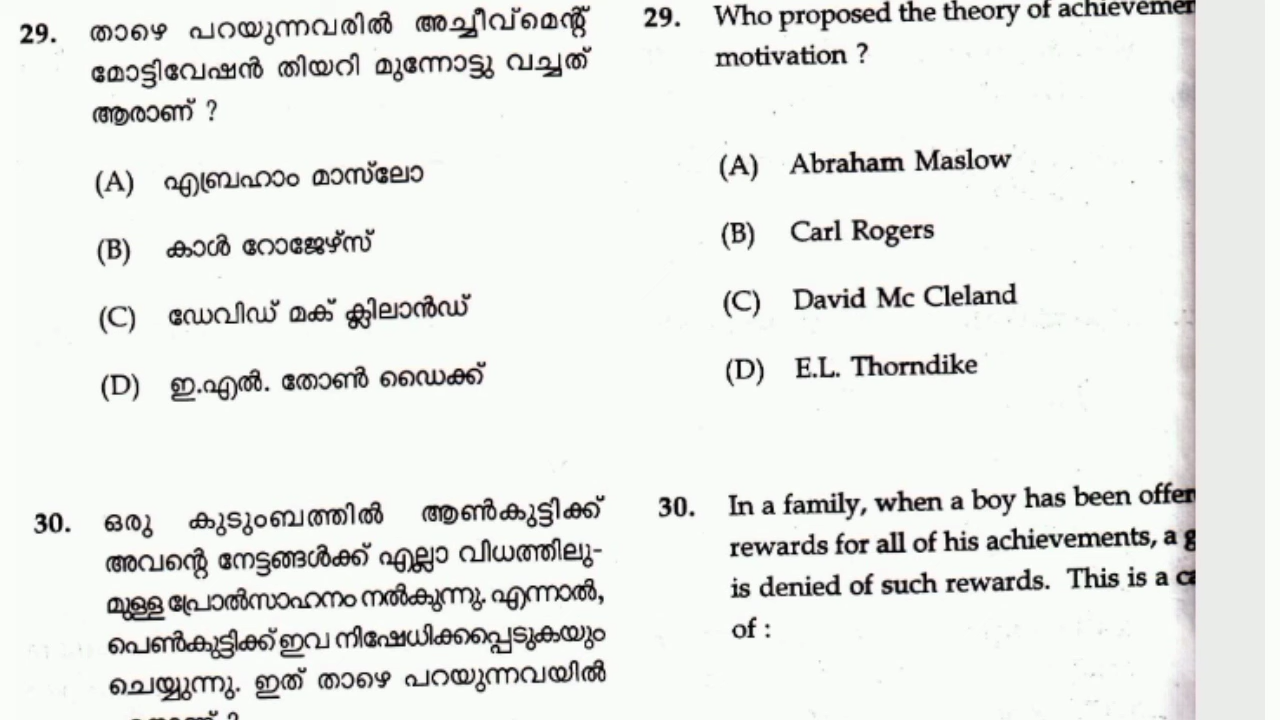 29. താഴെ പറയുന്നവരിൽ അച്ചീവ്മെന്റ്
മോട്ടിവേഷൻ തിയറി മുന്നോട്ടു വച്ചത്
ആരാണ് ?
(A) എബ്രഹാം മാസ്ലോ
(B) കാൾ റോജേഴ്സ്
(C) ഡേവിഡ് മക് ക്ലിലാൻഡ്
(D) ഇ.എൽ. തോൺ ഡൈക്ക്
30. ഒരു കുടുംബത്തിൽ ആൺകുട്ടിക്ക്
അവന്റെ നേട്ടങ്ങൾക്ക് എല്ലാ വിധത്തിലു-
മുള്ള പ്രോൽസാഹനം നൽകുന്നു. എന്നാൽ,
പെൺകുട്ടിക്ക് ഇവ നിഷേധിക്കപ്പെടുകയും
ചെയ്യുന്നു. ഇത് താഴെ പറയുന്നവയിൽ
29. Who proposed the theory of achievemen
motivation ?
(A) Abraham Maslow
(B) Carl Rogers
(C) David Mc Cleland
(D) E.L. Thorndike
30. In a family, when a boy has been offer
rewards for all of his achievements, a g
is denied of such rewards. This is a ca
of :